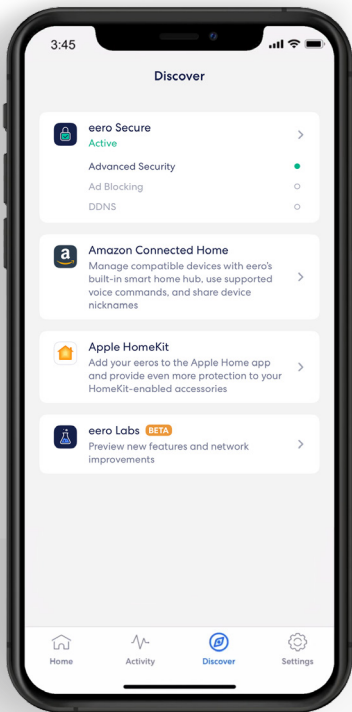 3:45
Discover
eero Secure
Active
Advanced Security
Ad Blocking
DDNS
a
Amazon Connected Home
Manage compatible devices with eero's
built-in smart home hub, use supported
voice commands, and share device
nicknames
Apple HomeKit
Add your eeros to the Apple Home app
and provide even more protection to your
HomeKit-enabled accessories
eero Labs BETA
Preview new features and network
improvements
Home Activity Discover Settings